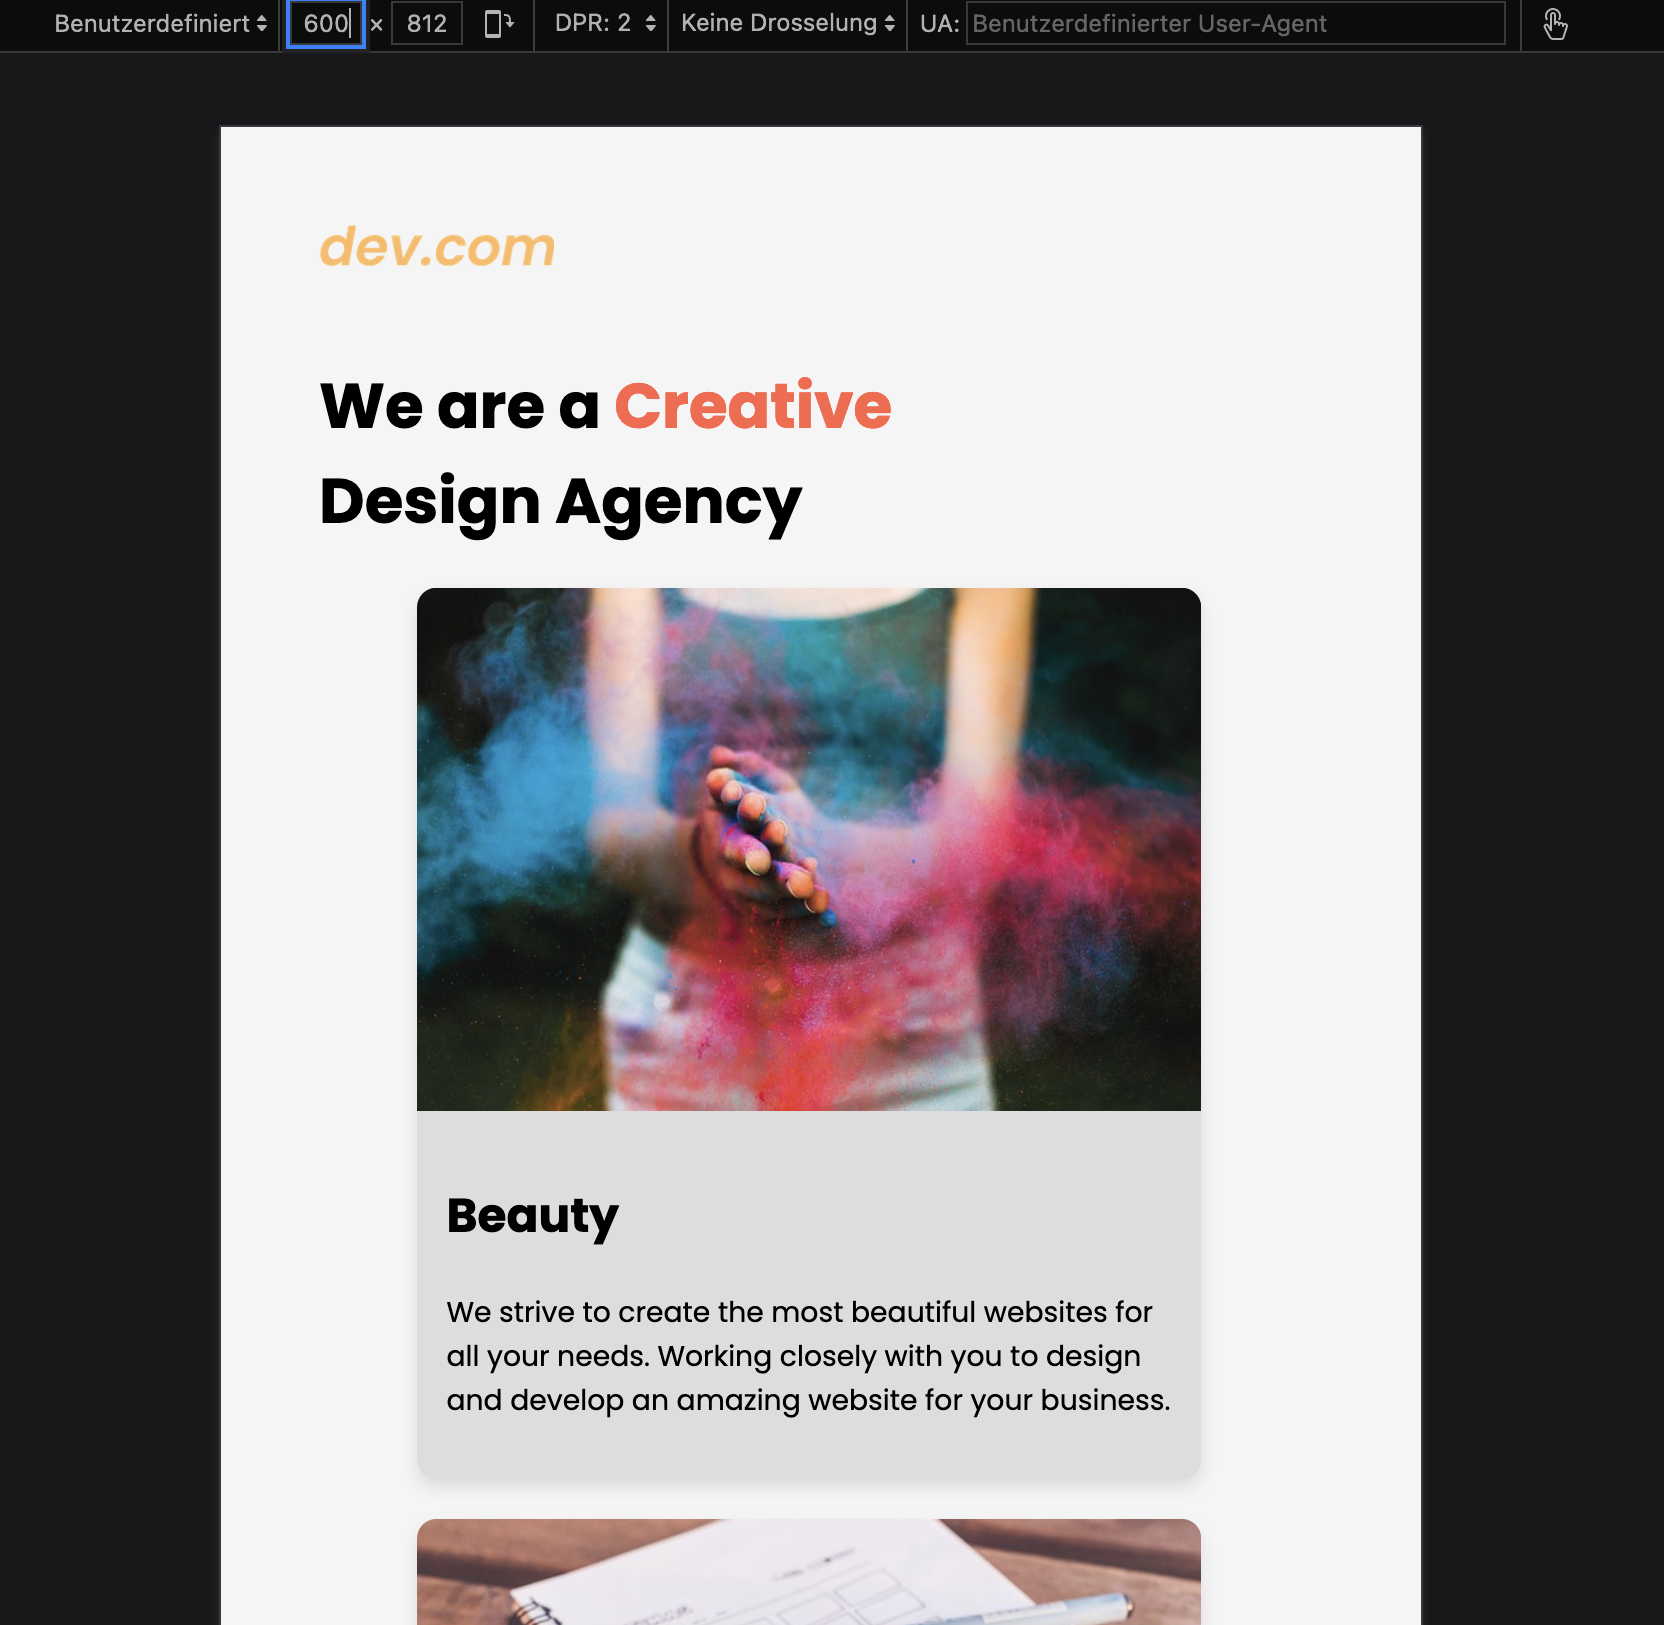 Benutzerdefiniert 600 × 812 DPR: 2 Keine Drosselung UA: Benutzerdefinierter User-Agent
dev.com
We are a Creative
Design Agency
Beauty
We strive to create the most beautiful websites for
all your needs. Working closely with you to design
and develop an amazing website for your business.